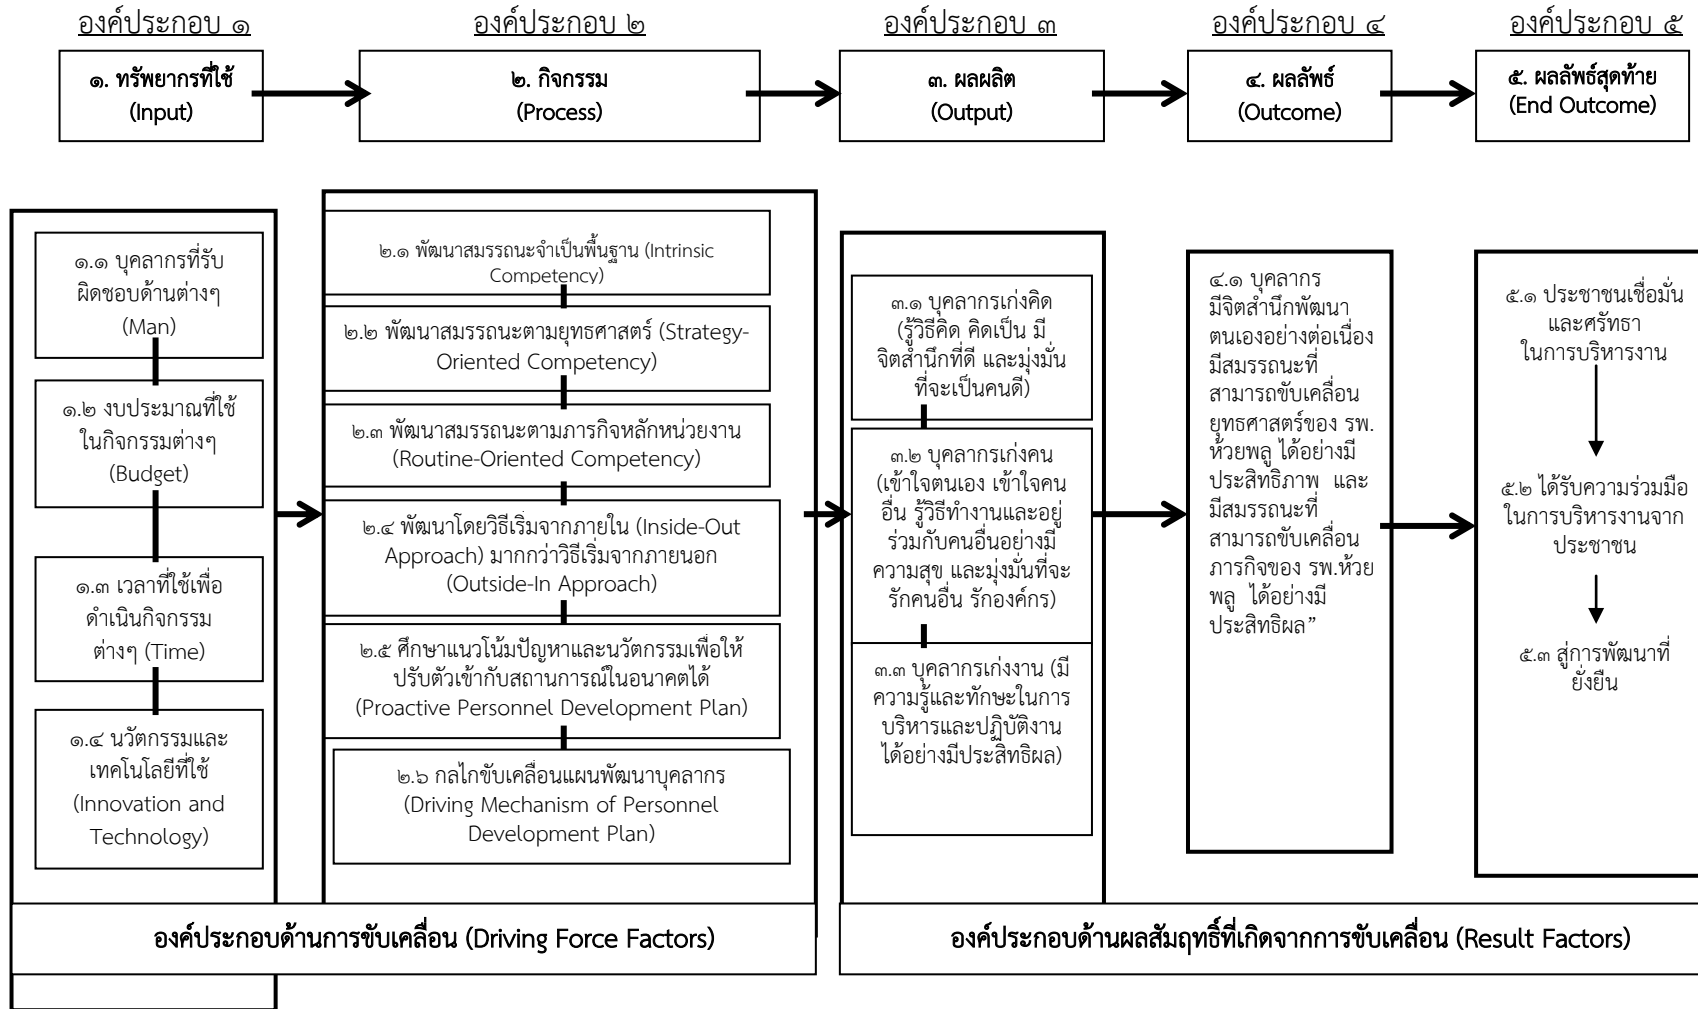 องค์ประกอบ ๑
องค์ประกอบ ๒
องค์ประกอบ ๓
องค์ประกอบ ๔
องค์ประกอบ ๕
๑. ทรัพยากรที่ใช้
(Input)
๒. กิจกรรม
(Process)
๓. ผลผลิต
(Output)
๔. ผลลัพธ์
(Outcome)
๕. ผลลัพธ์สุดท้าย
(End Outcome)
๑.๑ บุคลากรที่รับ
ผิดชอบด้านต่างๆ
(Man)
๑.๒ งบประมาณที่ใช้
ในกิจกรรมต่างๆ
(Budget)
๑.๓ เวลาที่ใช้เพื่อ
ดำเนินกิจกรรม
ต่างๆ (Time)
๑.๔ นวัตกรรมและ
เทคโนโลยีที่ใช้
(Innovation and
Technology)
๒.๑ พัฒนาสมรรถนะจำเป็นพื้นฐาน (Intrinsic
Competency)
๒.๒ พัฒนาสมรรถนะตามยุทธศาสตร์ (Strategy-
Oriented Competency)
๒.๓ พัฒนาสมรรถนะตามภารกิจหลักหน่วยงาน
(Routine-Oriented Competency)
๒.๔ พัฒนาโดยวิธีเริ่มจากภายใน (Inside-Out
Approach) มากกว่าวิธีเริ่มจากภายนอก
(Outside-In Approach)
๒.๕ ศึกษาแนวโน้มปัญหาและนวัตกรรมเพื่อให้
ปรับตัวเข้ากับสถานการณ์ในอนาคตได้
(Proactive Personnel Development Plan)
๒.๖ กลไกขับเคลื่อนแผนพัฒนาบุคลากร
(Driving Mechanism of Personnel
Development Plan)
๓.๑ บุคลากรเก่งคิด
(รู้วิธีคิด คิดเป็น มี
จิตสำนึกที่ดี และมุ่งมั่น
ที่จะเป็นคนดี)
๓.๒ บุคลากรเก่งคน
(เข้าใจตนเอง เข้าใจคน
อื่น รู้วิธีทำงานและอยู่
ร่วมกับคนอื่นอย่างมี
ความสุข และมุ่งมั่นที่จะ
รักคนอื่น รักองค์กร)
๓.๓ บุคลากรเก่งงาน (มี
ความรู้และทักษะในการ
บริหารและปฏิบัติงาน
ได้อย่างมีประสิทธิผล)
๔.๑ บุคลากร
มีจิตสำนึกพัฒนา
ตนเองอย่างต่อเนื่อง
มีสมรรถนะที่
สามารถขับเคลื่อน
ยุทธศาสตร์ของ รพ.
ห้วยพลู ได้อย่างมี
ประสิทธิภาพ และ
มีสมรรถนะที่
สามารถขับเคลื่อน
ภารกิจของ รพ.ห้วย
พลู ได้อย่างมี
ประสิทธิผล”
๕.๑ ประชาชนเชื่อมั่น
และศรัทธา
ในการบริหารงาน
๕.๒ ได้รับความร่วมมือ
ในการบริหารงานจาก
ประชาชน
๕.๓ สู่การพัฒนาที่
ยั่งยืน
องค์ประกอบด้านการขับเคลื่อน (Driving Force Factors)
องค์ประกอบด้านผลสัมฤทธิ์ที่เกิดจากการขับเคลื่อน (Result Factors)